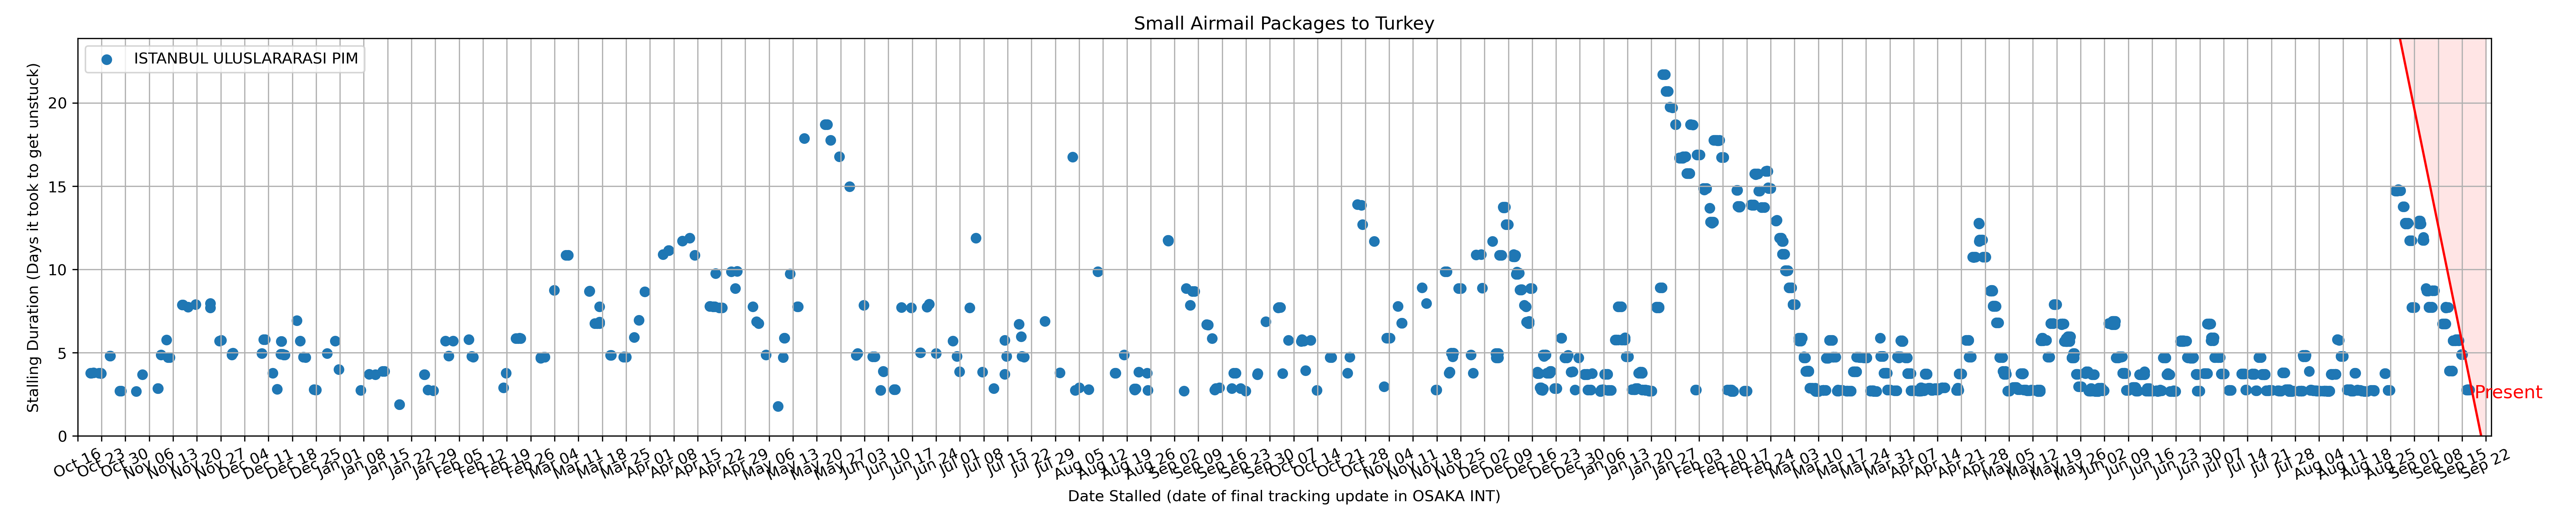 Small Airmail Packages to Turkey
ISTANBUL ULUSLARARASI PIM
Stalling Duration (Days it took to get unstuck)
20
15
10
5
0
Present
Oct 16 Oct 23 Oct 30 Nov 06 Nov 13 Nov 20 Nov 27 Dec 04 Dec 11 Dec 18 Dec 25 Jan 01 Jan 08 Jan 15 Jan 22 Jan 29 Feb 05 Feb 12 Feb 19 Feb 26 Mar 04 Mar 11 Mar 18 Mar 25 Apr 01 Apr 08 Apr 15 Apr 22 Apr 29 May 06 May 13 May 20 May 27 Jun 03 Jun 10 Jun 17 Jun 24 Jul 01 Jul 08 Jul 15 Jul 22 Jul 29 Aug 05 Aug 12 Aug 19 Aug 26 Sep 02 Sep 09 Sep 16 Sep 23 Sep 30 Oct 07 Oct 14 Oct 21 Oct 28 Nov 04 Nov 11 Nov 18 Nov 25 Dec 02 Dec 09 Dec 16 Dec 23 Dec 30 Jan 06 Jan 13 Jan 20 Jan 27 Feb 03 Feb 10 Feb 17 Feb 24 Mar 03 Mar 10 Mar 17 Mar 24 Mar 31 Apr 07 Apr 14 Apr 21 Apr 28 May 05 May 12 May 19 May 26 Jun 02 Jun 09 Jun 16 Jun 23 Jun 30 Jul 07 Jul 14 Jul 21 Jul 28 Aug 04 Aug 11 Aug 18 Aug 25 Sep 01 Sep 08 Sep 15 Sep 22
Date Stalled (date of final tracking update in OSAKA INT)